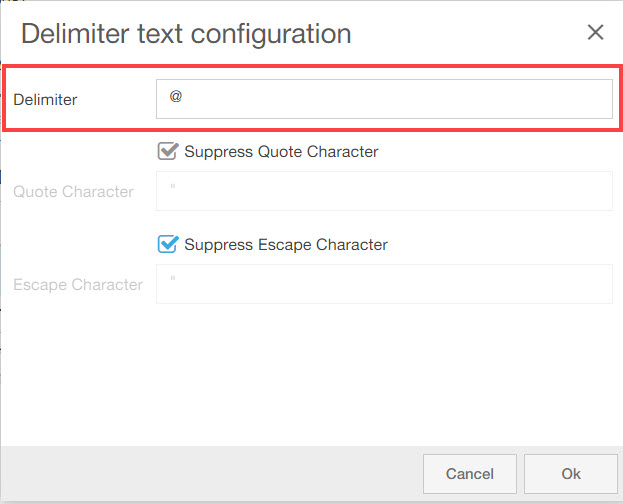 Delimiter text configuration
Delimiter @
Suppress Quote Character
Quote Character "
Suppress Escape Character
Escape Character "
Cancel Ok